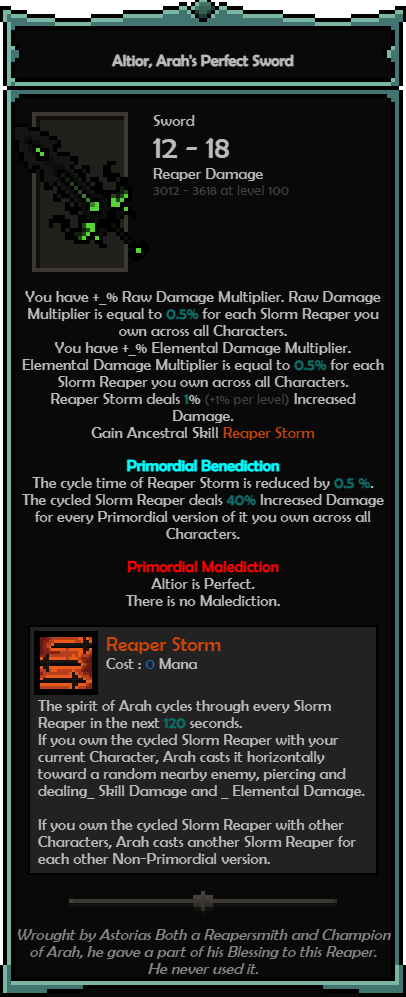 Altior, Arah's Perfect Sword
Sword
12 - 18
Reaper Damage
3012 - 3618 at level 100
You have +_% Raw Damage Multiplier. Raw Damage
Multiplier is equal to 0.5% for each Slorm Reaper you
own across all Characters.
You have +_% Elemental Damage Multiplier.
Elemental Damage Multiplier is equal to 0.5% for each
Slorm Reaper you own across all Characters.
Reaper Storm deals 1% (+1% per level) Increased
Damage.
Gain Ancestral Skill Reaper Storm
Primordial Benediction
The cycle time of Reaper Storm is reduced by 0.5 %.
The cycled Slorm Reaper deals 40% Increased Damage
for every Primordial version of it you own across all
Characters.
Primordial Malediction
Altior is Perfect.
There is no Malediction.
Reaper Storm
Cost : 0 Mana
The spirit of Arah cycles through every Slorm
Reaper in the next 120 seconds.
If you own the cycled Slorm Reaper with your
current Character, Arah casts it horizontally
toward a random nearby enemy, piercing and
dealing_ Skill Damage and _ Elemental Damage.
If you own the cycled Slorm Reaper with other
Characters, Arah casts another Slorm Reaper for
each other Non-Primordial version.
Wrought by Astorias Both a Reapersmith and Champion
of Arah, he gave a part of his Blessing to this Reaper.
He never used it.